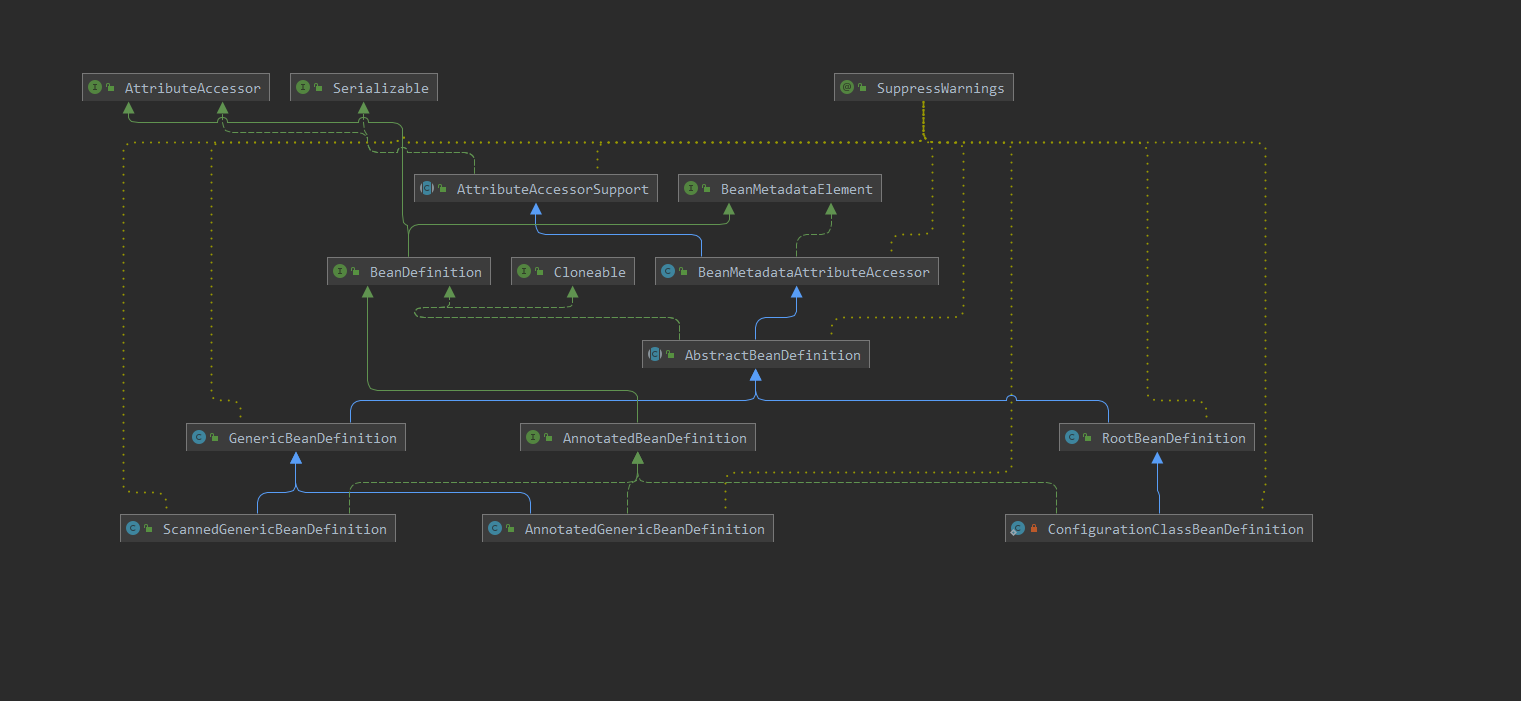 AttributeAccessor
Serializable
SuppressWarnings
AttributeAccessorSupport
BeanMetadataElement
BeanDefinition
Cloneable
BeanMetadataAttributeAccessor
AbstractBeanDefinition
GenericBeanDefinition
AnnotatedBeanDefinition
RootBeanDefinition
ScannedGenericBeanDefinition
AnnotatedGenericBeanDefinition
ConfigurationClassBeanDefinition